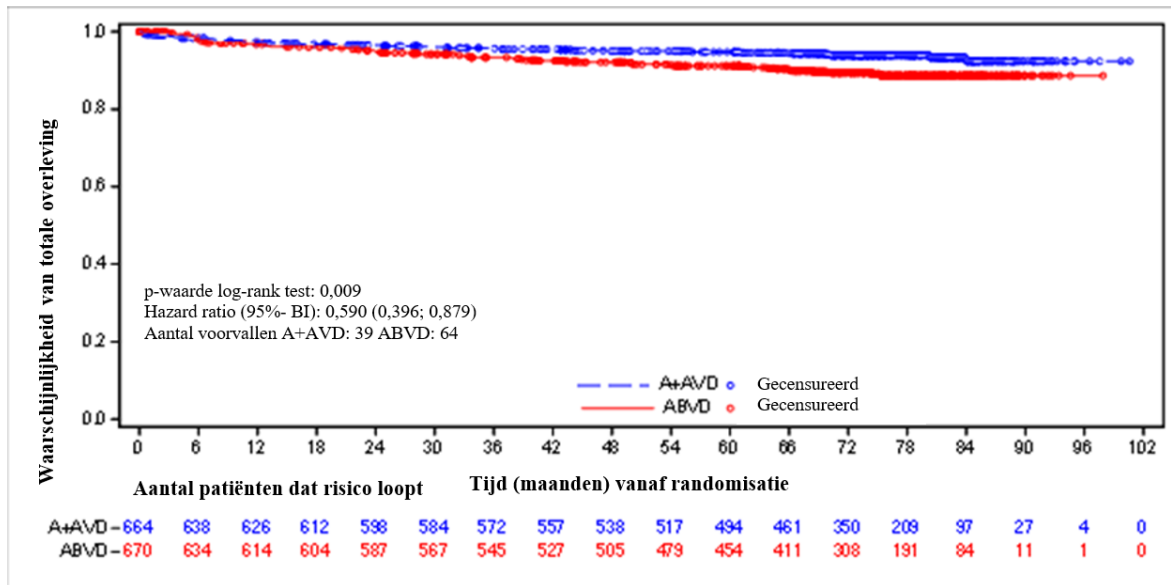 Waarschijnlijkheid van totale overleving
1.0
0.8
0.6
0.4
0.2
0.0
p-waarde log-rank test: 0,009
Hazard ratio (95%- BI): 0,590 (0,396; 0,879)
Aantal voorvallen A+AVD: 39 ABVD: 64
A+AVD Gecensureerd
ABVD Gecensureerd
0 6 12 18 24 30 36 42 48 54 60 66 72 78 84 90 96 102
Aantal patiënten dat risico loopt Tijd (maanden) vanaf randomisatie
A+AVD 664 638 626 612 598 584 572 557 538 517 494 461 350 209 97 27 4 0
ABVD 670 634 614 604 587 567 545 527 505 479 454 411 308 191 84 11 1 0